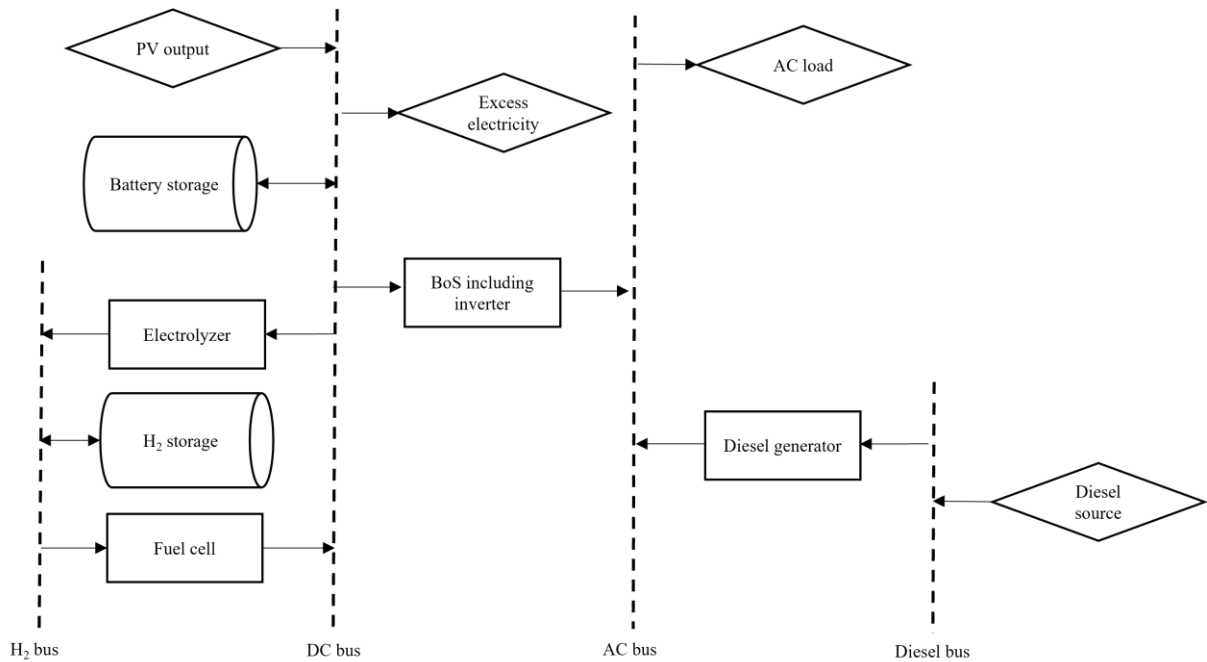 PV output
AC load
Excess
electricity
Battery storage
BoS including
inverter
Electrolyzer
H₂ storage
Diesel generator
Diesel
source
Fuel cell
H₂ bus
DC bus
AC bus
Diesel bus